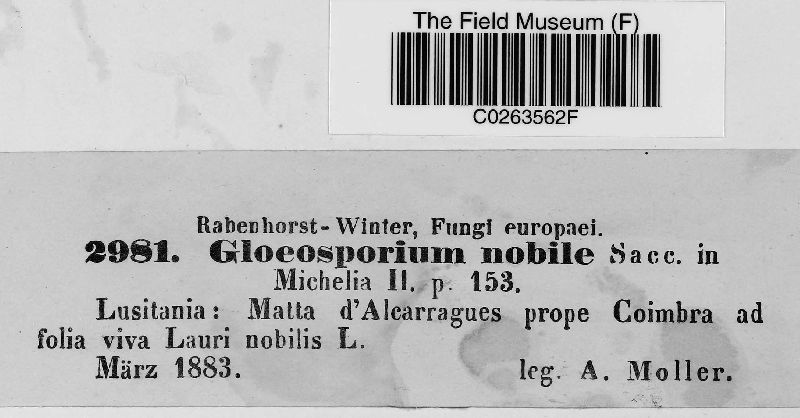 The Field Museum (F)
C0263562F
Rabenhorst-Winter, Fungi europaei.
2981. Gloeosporium nobile Sacc. in
Michelia II. p. 153.
Lusitania: Matta d'Alcarragues prope Coimbra ad
folia viva Lauri nobilis L.
März 1883. leg. A. Moller.